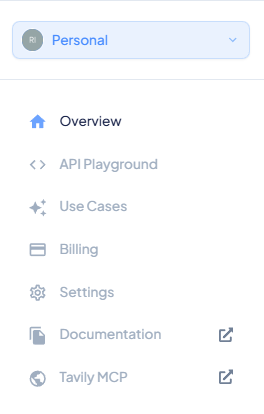 RI Personal
Overview
API Playground
Use Cases
Billing
Settings
Documentation
Tavily MCP